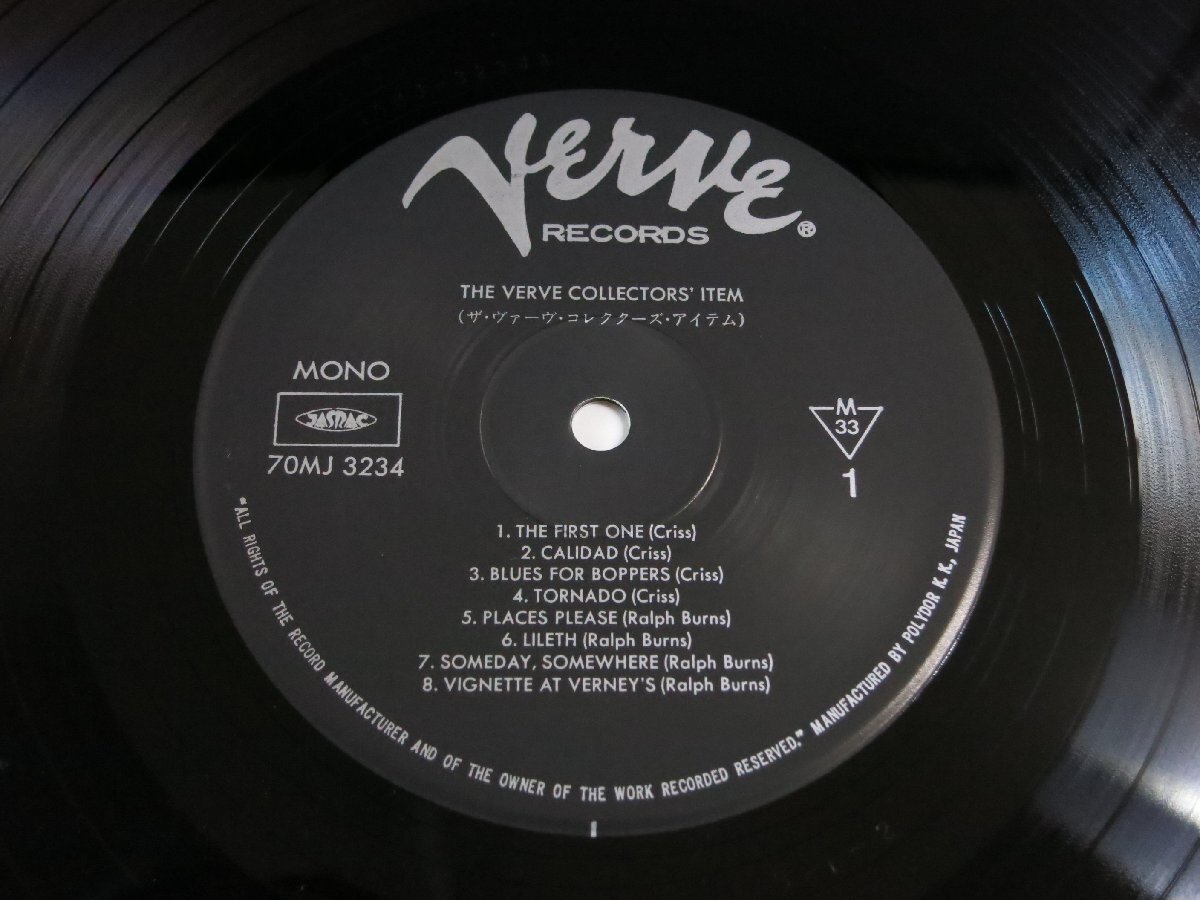 Verve
RECORDS®
THE VERVE COLLECTORS' ITEM
(ザ・ヴァーヴ・コレクターズ・アイテム)
MONO
JASRAC
70MJ 3234
M
33
1
1. THE FIRST ONE (Criss)
2. CALIDAD (Criss)
3. BLUES FOR BOPPERS (Criss)
4. TORNADO (Criss)
5. PLACES PLEASE (Ralph Burns)
6. LILETH (Ralph Burns)
7. SOMEDAY, SOMEWHERE (Ralph Burns)
8. VIGNETTE AT VERNEY'S (Ralph Burns)
"ALL RIGHTS OF THE RECORD MANUFACTURER AND OF THE OWNER OF THE WORK RECORDED RESERVED." MANUFACTURED BY POLYDOR K. K., JAPAN